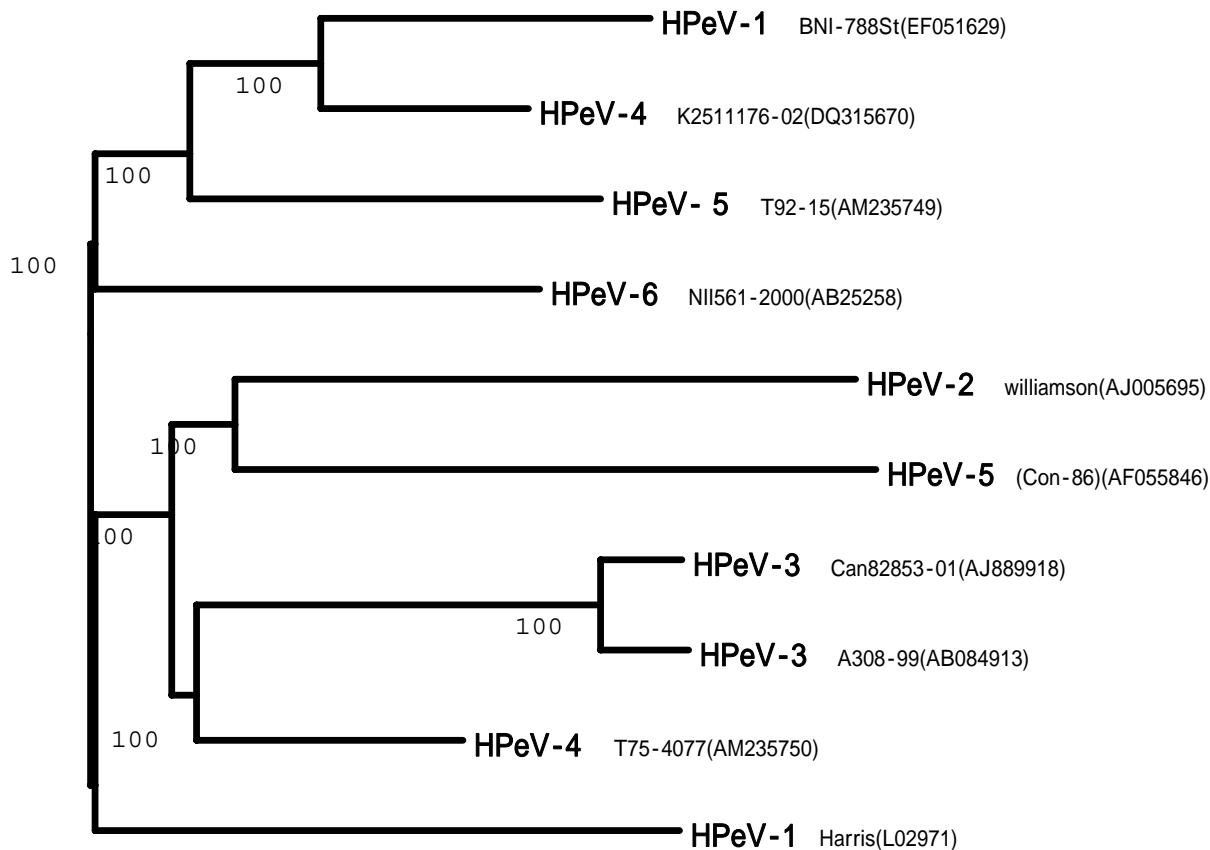 HPeV-1 BNI-788St(EF051629)
100
HPeV-4 K2511176-02(DQ315670)
100
HPeV- 5 T92-15(AM235749)
100
HPeV-6 NII561-2000(AB25258)
HPeV-2 williamson(AJ005695)
100
HPeV-5 (Con-86)(AF055846)
100
HPeV-3 Can82853-01(AJ889918)
100
HPeV-3 A308-99(AB084913)
100
HPeV-4 T75-4077(AM235750)
HPeV-1 Harris(L02971)